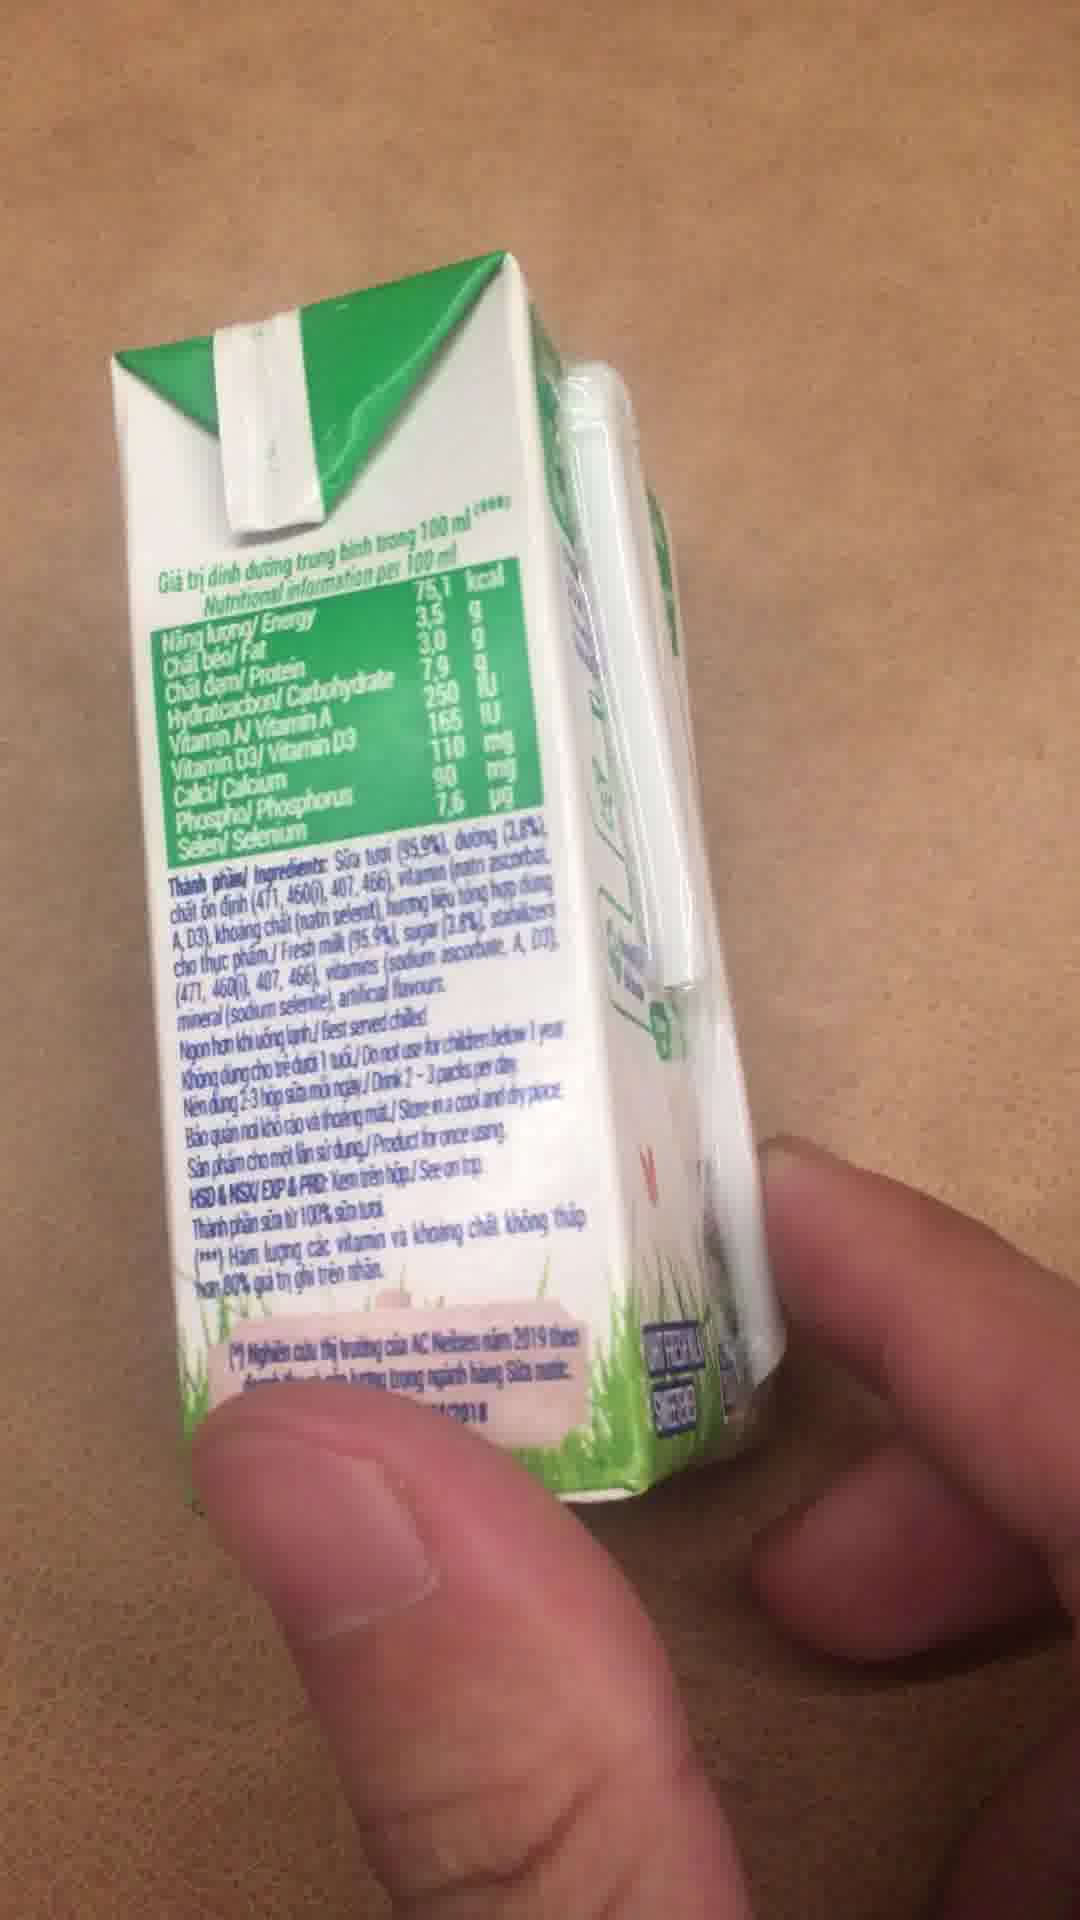 Giá trị dinh dưỡng trung bình trong 100 ml (***)
Nutritional information per 100 ml
Năng lượng/ Energy 75,1 kcal
Chất béo/ Fat 3,5 g
Chất đạm/ Protein 3,0 g
Hydratcacbon/ Carbohydrate 7,9 g
Vitamin A/ Vitamin A 250 IU
Vitamin D3/ Vitamin D3 165 IU
Calci/ Calcium 110 mg
Phospho/ Phosphorus 90 mg
Selen/ Selenium 7,6 µg
Thành phần/ Ingredients: Sữa tươi (95,9%), đường (3,8%),
chất ổn định (471, 460(i), 407, 466), vitamin (natri ascorbat,
A, D3), khoáng chất (natri selenit), hương liệu tổng hợp dùng
cho thực phẩm./ Fresh milk (95.9%), sugar (3.8%), stabilizers
(471, 460(i), 407, 466), vitamins (sodium ascorbate, A, D3),
mineral (sodium selenite), artificial flavours.
Ngon hơn khi uống lạnh./ Best served chilled
Không dùng cho trẻ dưới 1 tuổi./ Do not use for children below 1 year
Nên dùng 2-3 hộp sữa mỗi ngày./ Drink 2 - 3 packs per day
Bảo quản nơi khô ráo và thoáng mát./ Store in a cool and dry place.
Sản phẩm cho một lần sử dụng./ Product for once using.
HSD & NSX/ EXP & PRD: Xem trên hộp./ See on top
Thành phần sữa từ 100% sữa tươi
(***) Hàm lượng các vitamin và khoáng chất không thấp
hơn 80% giá trị ghi trên nhãn.
(*) Nghiên cứu thị trường của AC Nielsen năm 2019 theo
lượng trong ngành hàng Sữa nước.